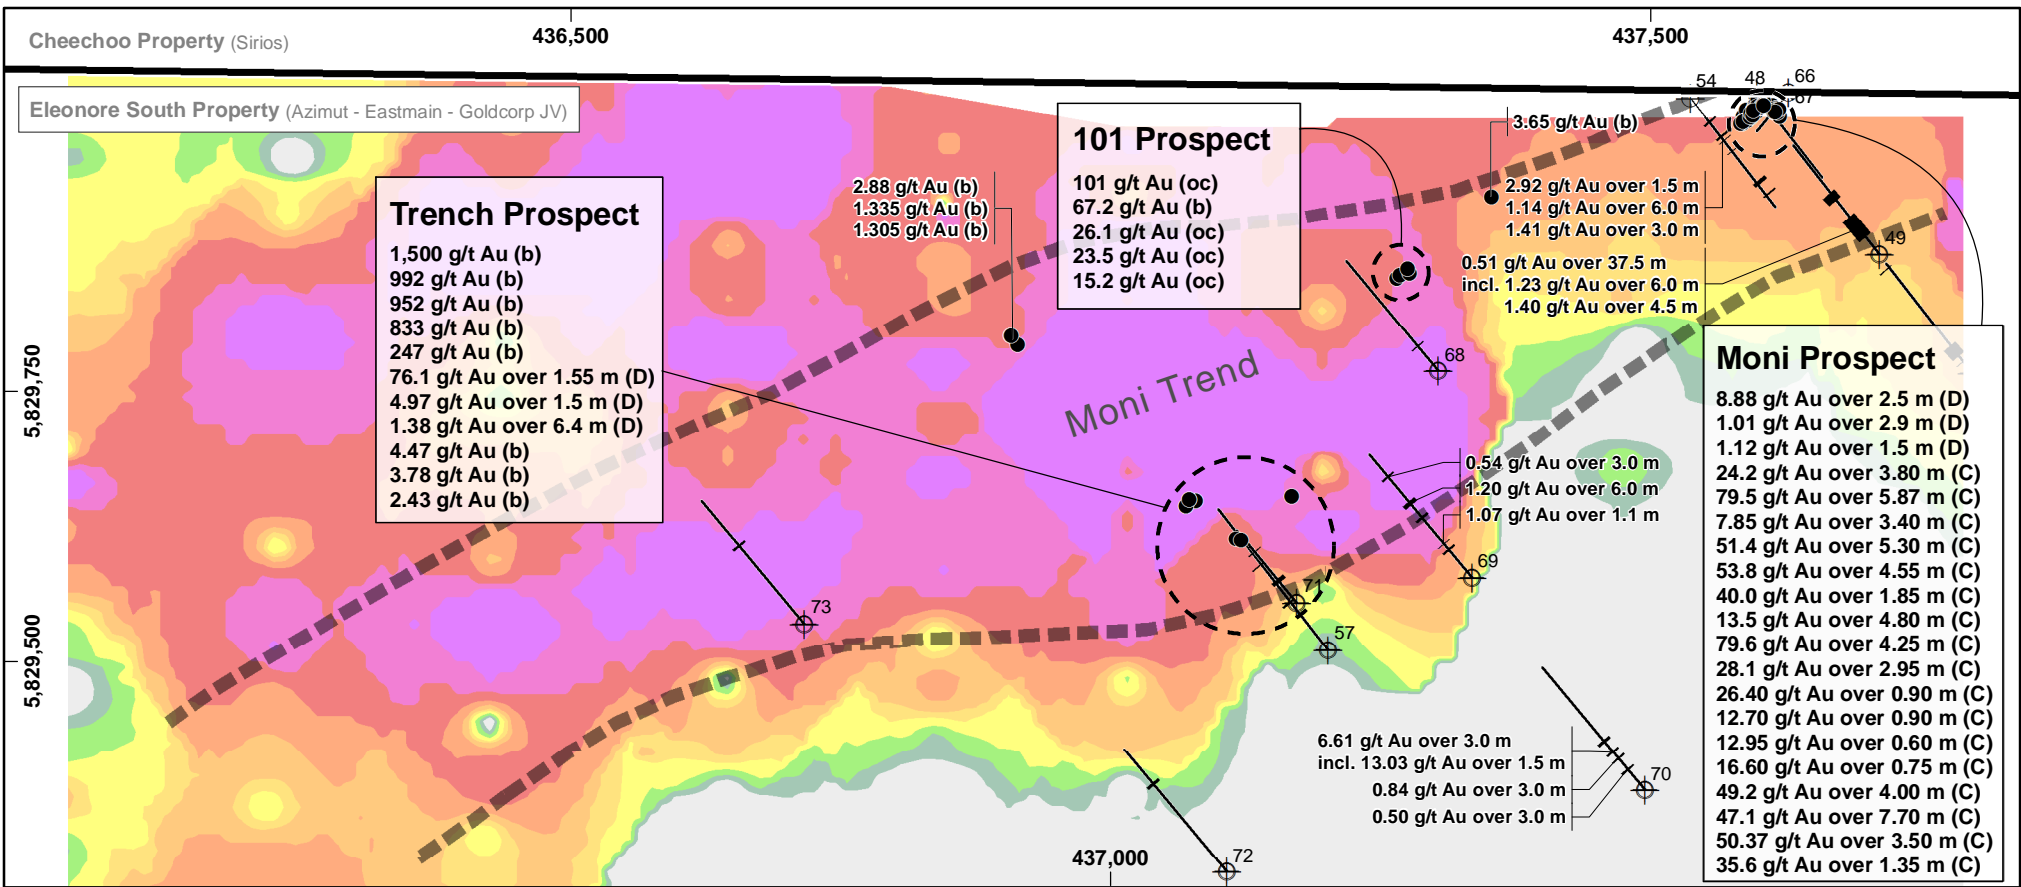 Cheechoo Property (Sirios)
436,500
437,500
Eleonore South Property (Azimut - Eastmain - Goldcorp JV)
54
48
66
67
3.65 g/t Au (b)
101 Prospect
101 g/t Au (oc)
67.2 g/t Au (b)
26.1 g/t Au (oc)
23.5 g/t Au (oc)
15.2 g/t Au (oc)
2.88 g/t Au (b)
1.335 g/t Au (b)
1.305 g/t Au (b)
Trench Prospect
1,500 g/t Au (b)
992 g/t Au (b)
952 g/t Au (b)
833 g/t Au (b)
247 g/t Au (b)
76.1 g/t Au over 1.55 m (D)
4.97 g/t Au over 1.5 m (D)
1.38 g/t Au over 6.4 m (D)
4.47 g/t Au (b)
3.78 g/t Au (b)
2.43 g/t Au (b)
2.92 g/t Au over 1.5 m
1.14 g/t Au over 6.0 m
1.41 g/t Au over 3.0 m
49
0.51 g/t Au over 37.5 m
incl. 1.23 g/t Au over 6.0 m
1.40 g/t Au over 4.5 m
68
Moni Trend
5,829,750
Moni Prospect
8.88 g/t Au over 2.5 m (D)
1.01 g/t Au over 2.9 m (D)
1.12 g/t Au over 1.5 m (D)
24.2 g/t Au over 3.80 m (C)
79.5 g/t Au over 5.87 m (C)
7.85 g/t Au over 3.40 m (C)
51.4 g/t Au over 5.30 m (C)
53.8 g/t Au over 4.55 m (C)
40.0 g/t Au over 1.85 m (C)
13.5 g/t Au over 4.80 m (C)
79.6 g/t Au over 4.25 m (C)
28.1 g/t Au over 2.95 m (C)
26.40 g/t Au over 0.90 m (C)
12.70 g/t Au over 0.90 m (C)
12.95 g/t Au over 0.60 m (C)
16.60 g/t Au over 0.75 m (C)
49.2 g/t Au over 4.00 m (C)
47.1 g/t Au over 7.70 m (C)
50.37 g/t Au over 3.50 m (C)
35.6 g/t Au over 1.35 m (C)
0.54 g/t Au over 3.0 m
1.20 g/t Au over 6.0 m
1.07 g/t Au over 1.1 m
69
71
73
57
5,829,500
6.61 g/t Au over 3.0 m
incl. 13.03 g/t Au over 1.5 m
0.84 g/t Au over 3.0 m
0.50 g/t Au over 3.0 m
70
437,000
72